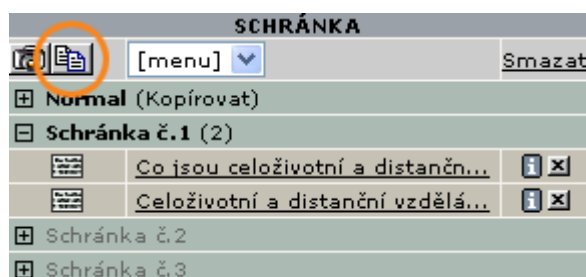 SCHRÁNKA
[menu] Smazat
Normal (Kopírovat)
Schránka č.1 (2)
Co jsou celoživotní a distančn...
Celoživotní a distanční vzdělá...
Schránka č.2
Schránka č.3